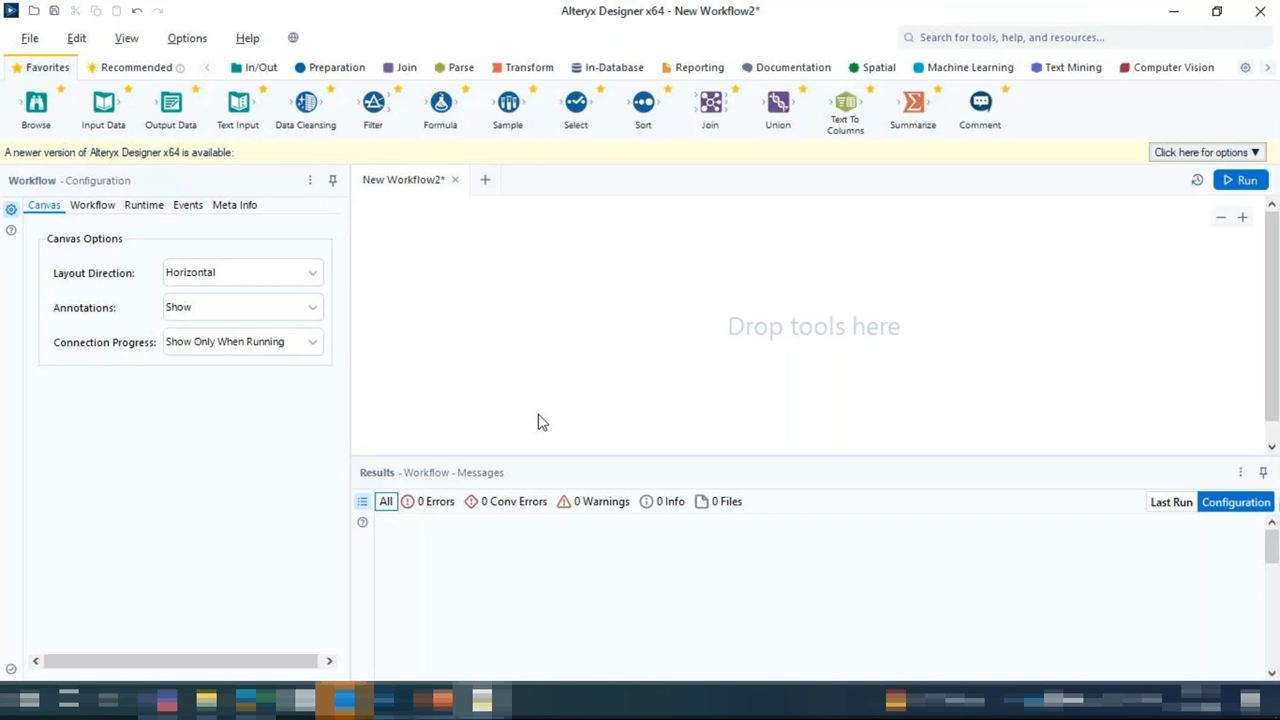 Alteryx Designer x64 - New Workflow2*
File Edit View Options Help
Search for tools, help, and resources...
Favorites Recommended In/Out Preparation Join Parse Transform In-Database Reporting Documentation Spatial Machine Learning Text Mining Computer Vision
Browse Input Data Output Data Text Input Data Cleansing Filter Formula Sample Select Sort Join Union Text To Columns Summarize Comment
A newer version of Alteryx Designer x64 is available:
Click here for options ▼
Workflow - Configuration
New Workflow2*
Run
Canvas Workflow Runtime Events Meta Info
Canvas Options
Layout Direction: Horizontal
Annotations: Show
Connection Progress: Show Only When Running
Drop tools here
Results - Workflow - Messages
All 0 Errors 0 Conv Errors 0 Warnings 0 Info 0 Files
Last Run Configuration